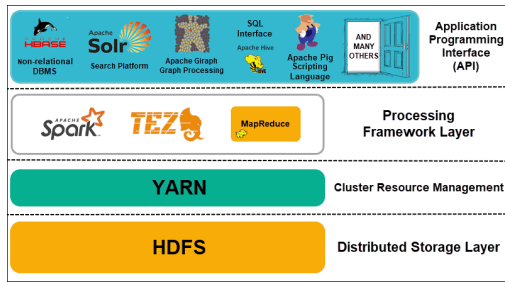 APACHE
HBASE
Non-relational
DBMS
Apache
Solr
Search Platform
Apache Giraph
Graph Processing
SQL
Interface
Apache Hive
Apache Pig
Scripting
Language
AND
MANY
OTHERS
Application
Programming
Interface
(API)
APACHE
Spark
TEZ
MapReduce
Processing
Framework Layer
YARN
Cluster Resource Management
HDFS
Distributed Storage Layer